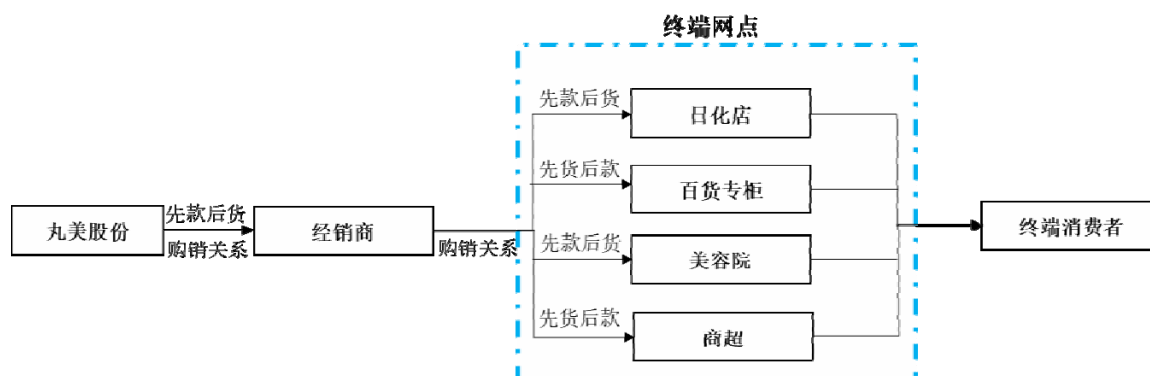 终端网点
先款后货
日化店
先货后款
百货专柜
丸美股份
先款后货
购销关系
经销商
购销关系
先款后货
美容院
先货后款
商超
终端消费者